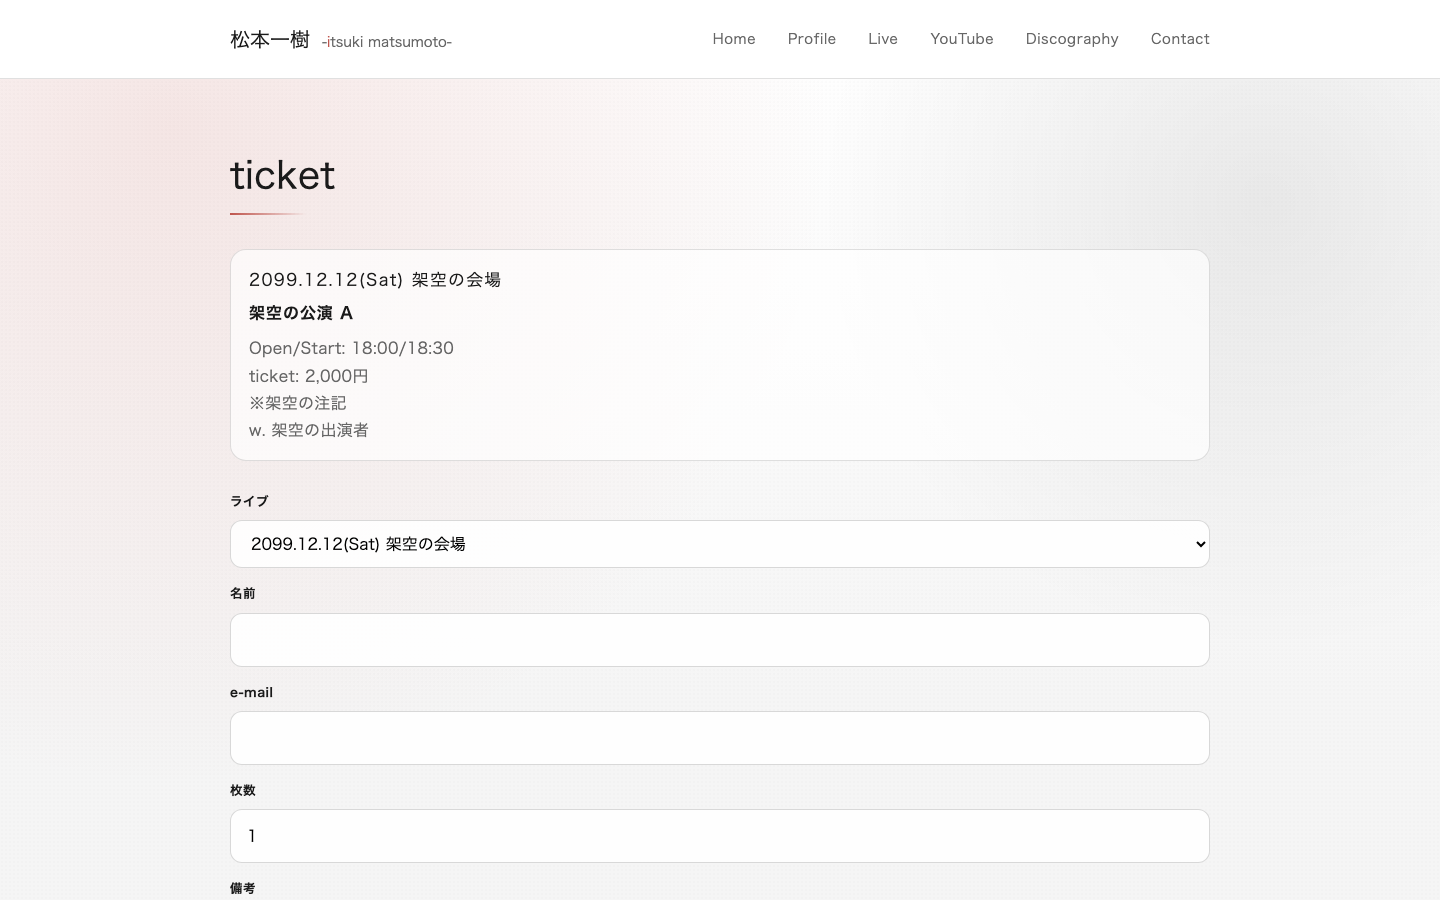 松本一樹 -itsuki matsumoto-
Home Profile Live YouTube Discography Contact
ticket
2099.12.12(Sat) 架空の会場
架空の公演 A
Open/Start: 18:00/18:30
ticket: 2,000円
※架空の注記
w. 架空の出演者
ライブ
2099.12.12(Sat) 架空の会場
名前
e-mail
枚数
1
備考